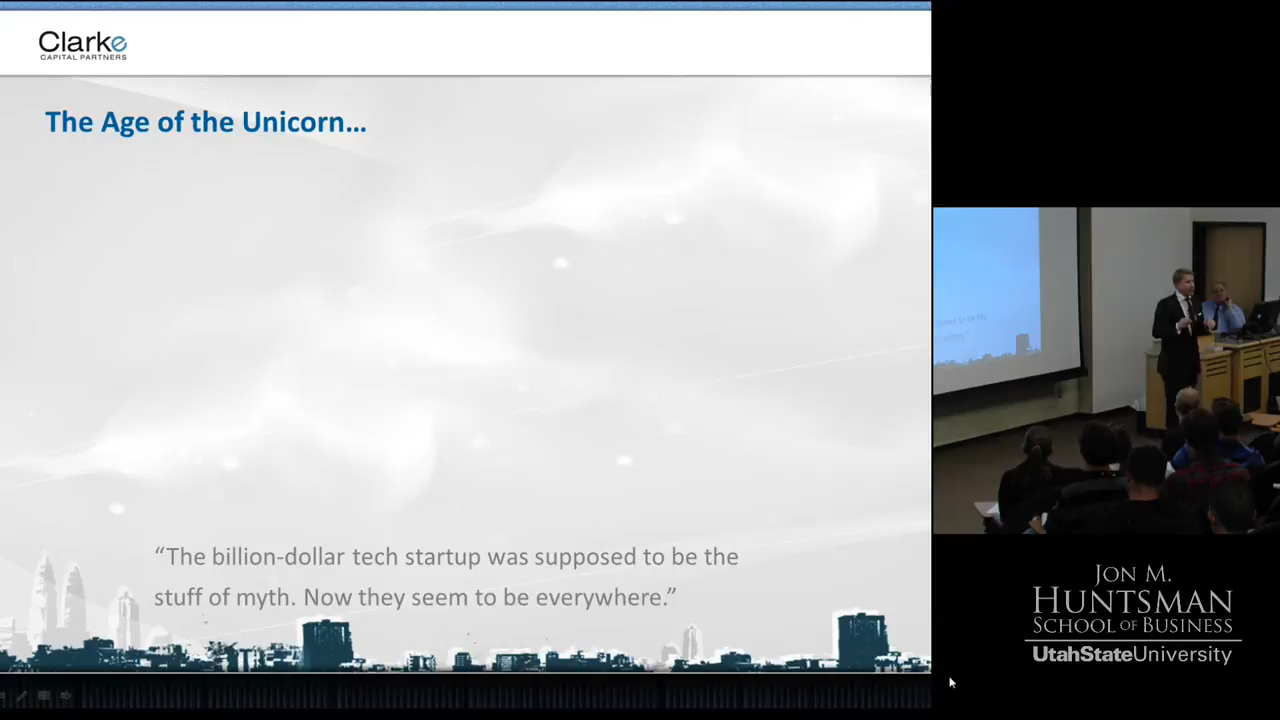 Clarke
CAPITAL PARTNERS
The Age of the Unicorn…
“The billion-dollar tech startup was supposed to be the
stuff of myth. Now they seem to be everywhere.”
JON M.
HUNTSMAN
SCHOOL OF BUSINESS
UtahStateUniversity